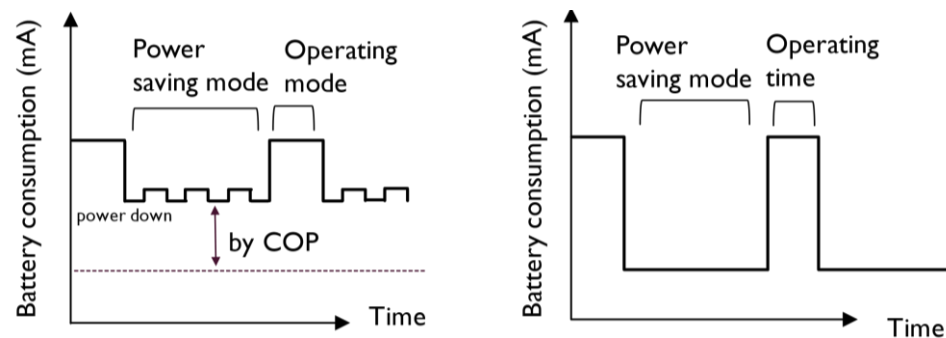 Battery consumption (mA)
Power
saving mode
Operating
mode
power down
by COP
Time
Battery consumption (mA)
Power
saving mode
Operating
time
Time